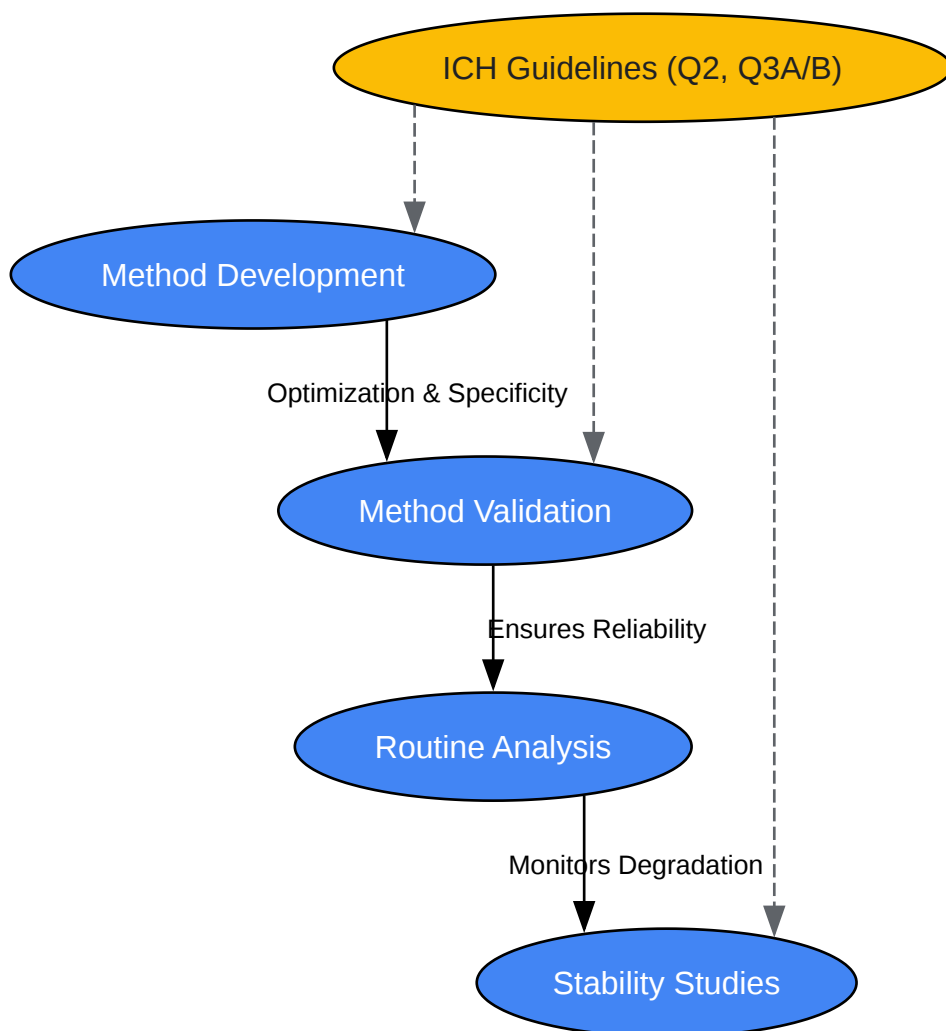 ICH Guidelines (Q2, Q3A/B)
Method Development
Optimization & Specificity
Method Validation
Ensures Reliability
Routine Analysis
Monitors Degradation
Stability Studies